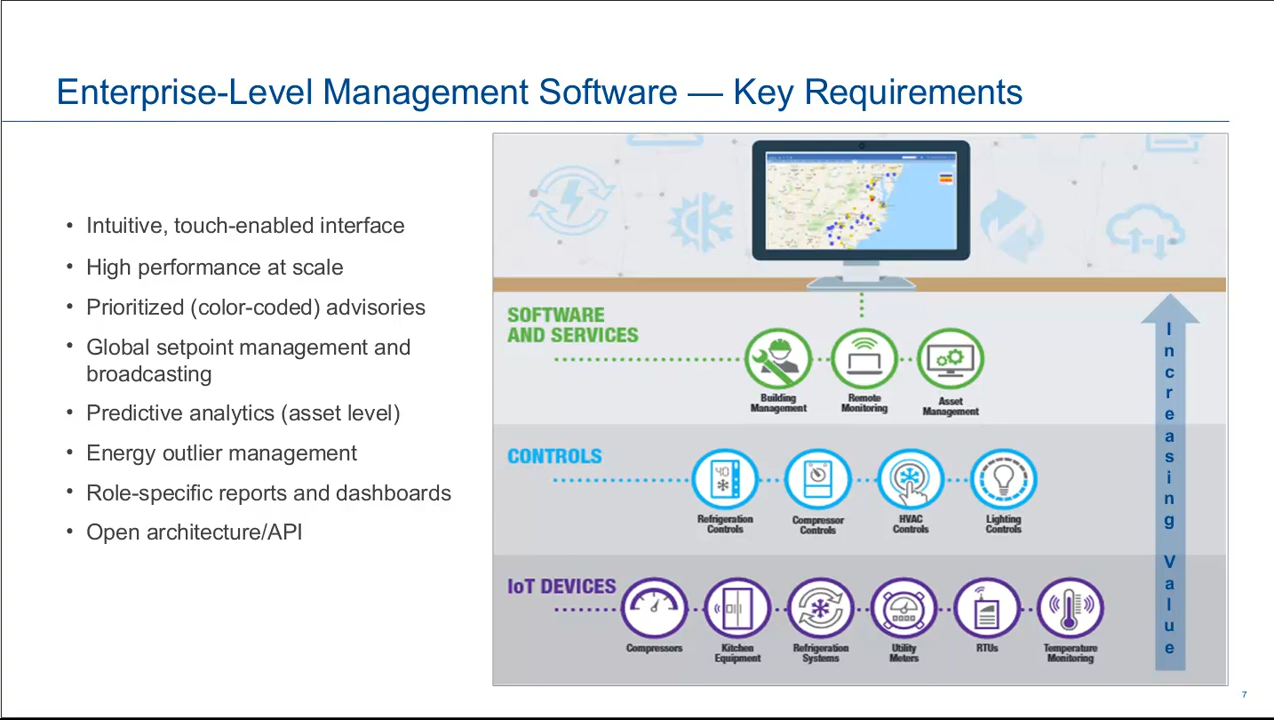 Enterprise-Level Management Software — Key Requirements
• Intuitive, touch-enabled interface
• High performance at scale
• Prioritized (color-coded) advisories
• Global setpoint management and
broadcasting
• Predictive analytics (asset level)
• Energy outlier management
• Role-specific reports and dashboards
• Open architecture/API
SOFTWARE
AND SERVICES
Building
Management
Remote
Monitoring
Asset
Management
CONTROLS
40
Refrigeration
Controls
Compressor
Controls
HVAC
Controls
Lighting
Controls
IoT DEVICES
Compressors
Kitchen
Equipment
Refrigeration
Systems
Utility
Meters
RTUs
Temperature
Monitoring
Increasing Value
7